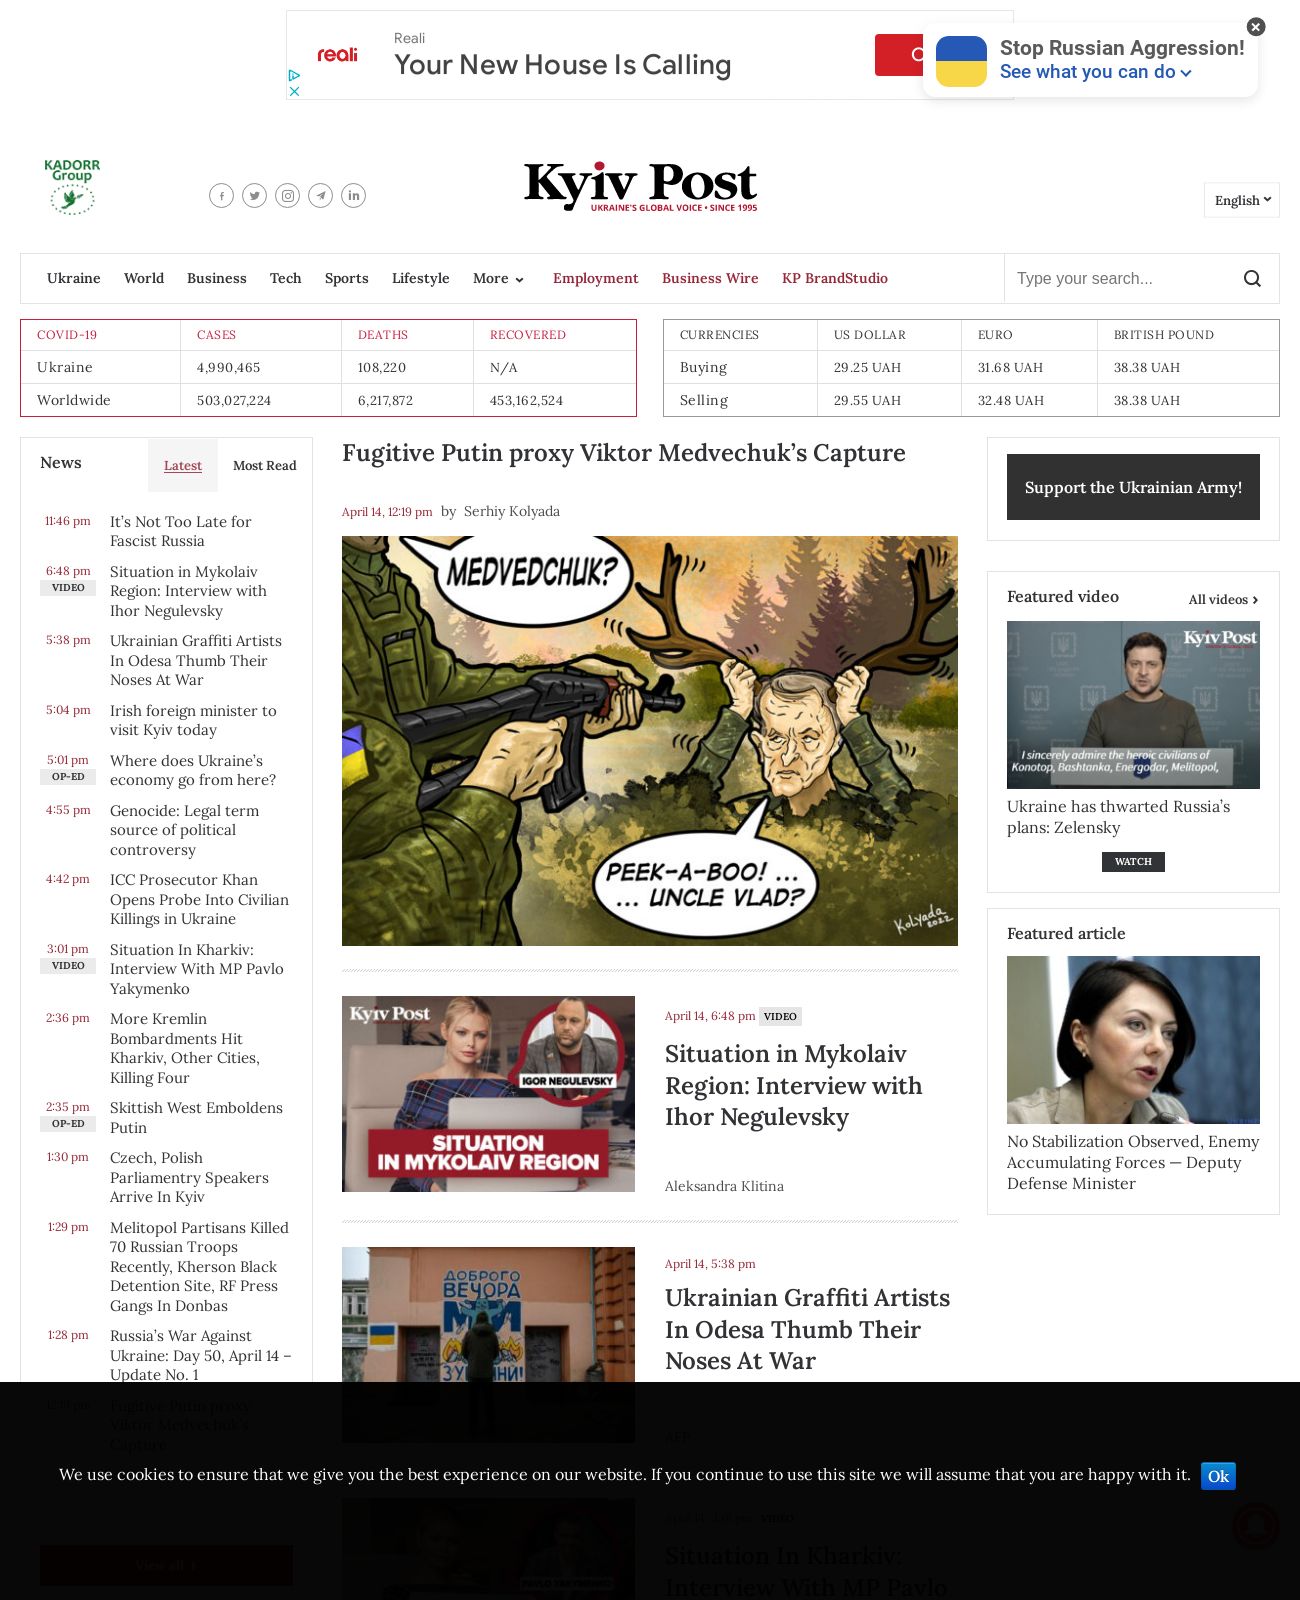 Reali
reali
Your New House Is Calling
Stop Russian Aggression!
See what you can do
KADORR
Group
Kyiv Post
UKRAINE'S GLOBAL VOICE • SINCE 1995
English
Ukraine World Business Tech Sports Lifestyle More Employment Business Wire KP BrandStudio
Type your search...
COVID-19 CASES DEATHS RECOVERED
Ukraine 4,990,465 108,220 N/A
Worldwide 503,027,224 6,217,872 453,162,524
CURRENCIES US DOLLAR EURO BRITISH POUND
Buying 29.25 UAH 31.68 UAH 38.38 UAH
Selling 29.55 UAH 32.48 UAH 38.38 UAH
News Latest Most Read
11:46 pm It’s Not Too Late for
Fascist Russia
6:48 pm Situation in Mykolaiv
VIDEO Region: Interview with
Ihor Negulevsky
5:38 pm Ukrainian Graffiti Artists
In Odesa Thumb Their
Noses At War
5:04 pm Irish foreign minister to
visit Kyiv today
5:01 pm Where does Ukraine’s
OP-ED economy go from here?
4:55 pm Genocide: Legal term
source of political
controversy
4:42 pm ICC Prosecutor Khan
Opens Probe Into Civilian
Killings in Ukraine
3:01 pm Situation In Kharkiv:
VIDEO Interview With MP Pavlo
Yakymenko
2:36 pm More Kremlin
Bombardments Hit
Kharkiv, Other Cities,
Killing Four
2:35 pm Skittish West Emboldens
OP-ED Putin
1:30 pm Czech, Polish
Parliamentry Speakers
Arrive In Kyiv
1:29 pm Melitopol Partisans Killed
70 Russian Troops
Recently, Kherson Black
Detention Site, RF Press
Gangs In Donbas
1:28 pm Russia’s War Against
Ukraine: Day 50, April 14 –
Update No. 1
12:19 pm Fugitive Putin proxy
Viktor Medvechuk’s
Capture
View all
Fugitive Putin proxy Viktor Medvechuk’s Capture
April 14, 12:19 pm by Serhiy Kolyada
MEDVEDCHUK?
PEEK-A-BOO! ...
... UNCLE VLAD?
Kolyada
2022
Kyiv Post
IGOR NEGULEVSKY
SITUATION
IN MYKOLAIV REGION
April 14, 6:48 pm VIDEO
Situation in Mykolaiv
Region: Interview with
Ihor Negulevsky
Aleksandra Klitina
ДОБРОГО
ВЕЧОРА
МИ
April 14, 5:38 pm
Ukrainian Graffiti Artists
In Odesa Thumb Their
Noses At War
AFP
VIDEO
Situation In Kharkiv:
Interview With MP Pavlo
PAVLO YAKYMENKO
Support the Ukrainian Army!
Featured video All videos
Kyiv Post
I sincerely admire the heroic civilians of
Konotop, Bashtanka, Energodar, Melitopol,
Ukraine has thwarted Russia’s
plans: Zelensky
WATCH
Featured article
No Stabilization Observed, Enemy
Accumulating Forces — Deputy
Defense Minister
We use cookies to ensure that we give you the best experience on our website. If you continue to use this site we will assume that you are happy with it. Ok